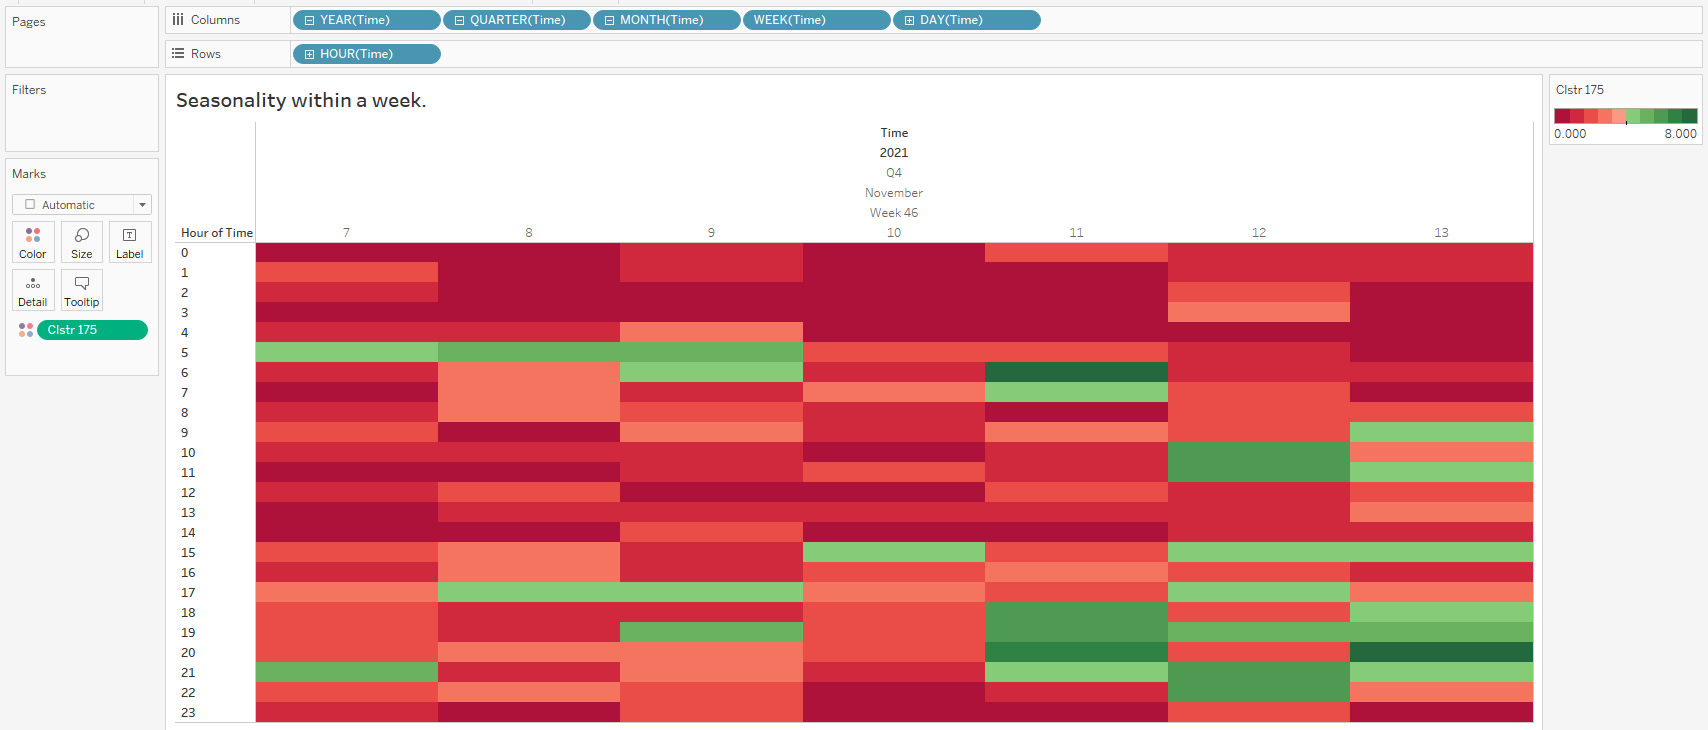 Pages
Columns YEAR(Time) QUARTER(Time) MONTH(Time) WEEK(Time) DAY(Time)
Rows HOUR(Time)
Filters
Marks
Automatic
Color Size Label
Detail Tooltip
Clstr 175
Seasonality within a week.
Time
2021
Q4
November
Week 46
Hour of Time 7 8 9 10 11 12 13
0
1
2
3
4
5
6
7
8
9
10
11
12
13
14
15
16
17
18
19
20
21
22
23
Clstr 175
0.000 8.000